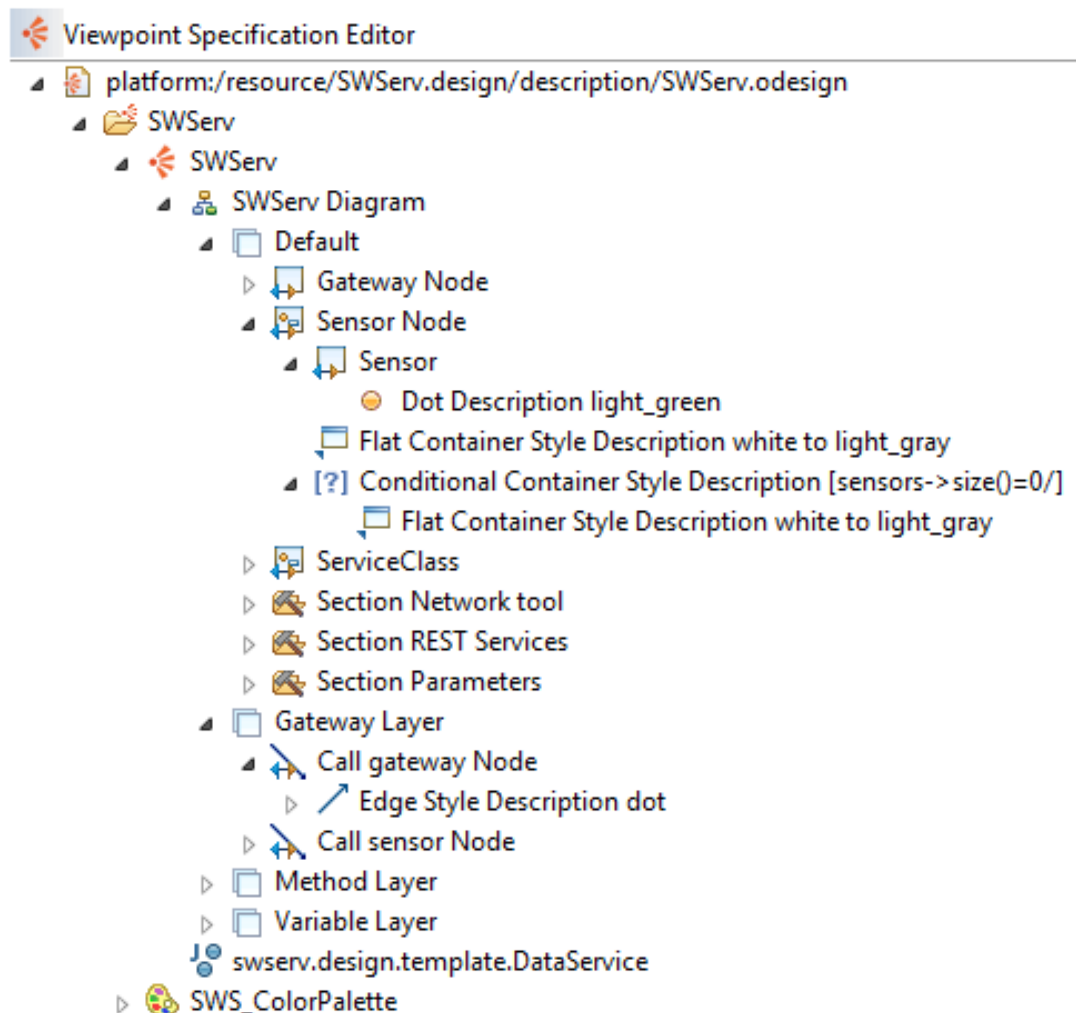 Viewpoint Specification Editor
platform:/resource/SWServ.design/description/SWServ.odesign
SWServ
SWServ
SWServ Diagram
Default
Gateway Node
Sensor Node
Sensor
Dot Description light_green
Flat Container Style Description white to light_gray
[?] Conditional Container Style Description [sensors->size()=0/]
Flat Container Style Description white to light_gray
ServiceClass
Section Network tool
Section REST Services
Section Parameters
Gateway Layer
Call gateway Node
Edge Style Description dot
Call sensor Node
Method Layer
Variable Layer
swserv.design.template.DataService
SWS_ColorPalette